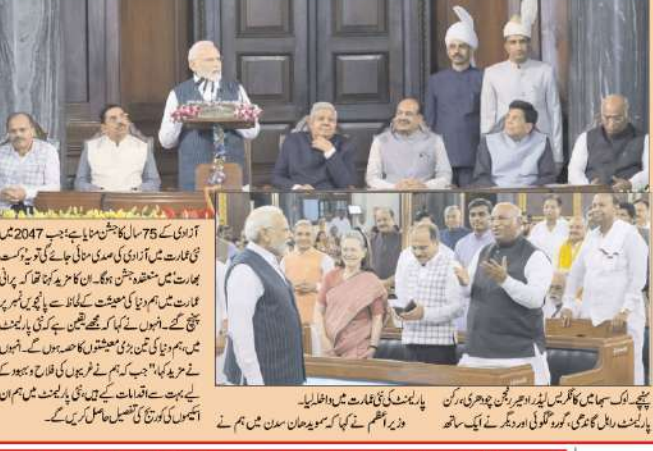 پہنچے۔ لوک سبھا میں کانگریس لیڈر ادھیر رنجن چودھری، رکن
پارلیمنٹ راہل گاندھی، گورو گگوئی اور دیگر نے ایک ساتھ
پارلیمنٹ کی نئی عمارت میں داخلہ لیا۔
وزیر اعظم نے کہا کہ سمویدھان سدن میں ہم نے
آزادی کے 75 سال کا جشن منایا ہے؛ جب 2047 میں
نئی عمارت میں آزادی کی صدی منائی جائے گی تو یہ وکست
بھارت میں منعقدہ جشن ہوگا۔ ان کا مزید کہنا تھا کہ پرانی
عمارت میں ہم دنیا کی معیشت کے لحاظ سے پانچویں نمبر پر
پہنچ گئے۔ انہوں نے کہا کہ مجھے یقین ہے کہ نئی پارلیمنٹ
میں، ہم دنیا کی تین بڑی معیشتوں کا حصہ ہوں گے۔ انہوں
نے مزید کہا، "جب کہ ہم نے غریبوں کی فلاح و بہبود کے
لیے بہت سے اقدامات کیے ہیں، نئی پارلیمنٹ میں ہم ان
اسکیموں کی کوریج کی تفصیل حاصل کریں گے۔